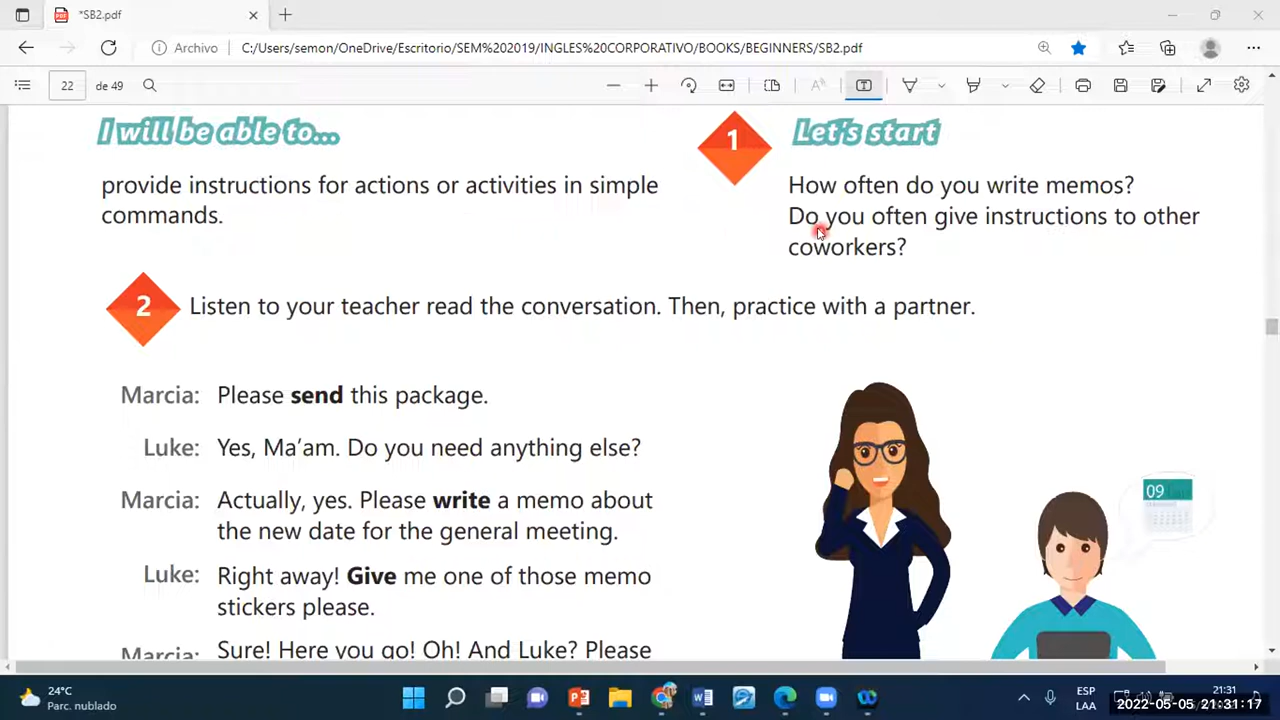 *SB2.pdf
Archivo
C:/Users/semon/OneDrive/Escritorio/SEM%202019/INGLES%20CORPORATIVO/BOOKS/BEGINNERS/SB2.pdf
22 de 49
I will be able to...
provide instructions for actions or activities in simple
commands.
1 Let's start
How often do you write memos?
Do you often give instructions to other
coworkers?
2 Listen to your teacher read the conversation. Then, practice with a partner.
Marcia: Please send this package.
Luke: Yes, Ma'am. Do you need anything else?
Marcia: Actually, yes. Please write a memo about
the new date for the general meeting.
Luke: Right away! Give me one of those memo
stickers please.
Marcia: Sure! Here you go! Oh! And Luke? Please
09
24°C
Parc. nublado
ESP
LAA
21:31
2022-05-05 21:31:17